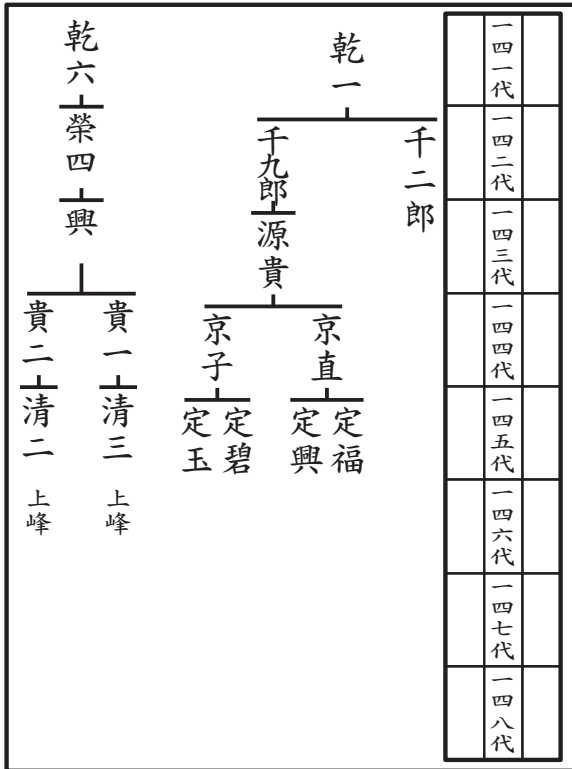 一四一代
一四二代
一四三代
一四四代
一四五代
一四六代
一四七代
一四八代
乾一
千二郎
千九郎
源貴
京直
定福
定興
京子
定碧
定玉
乾六
榮四
興
貴一
清三
上峰
貴二
清二
上峰